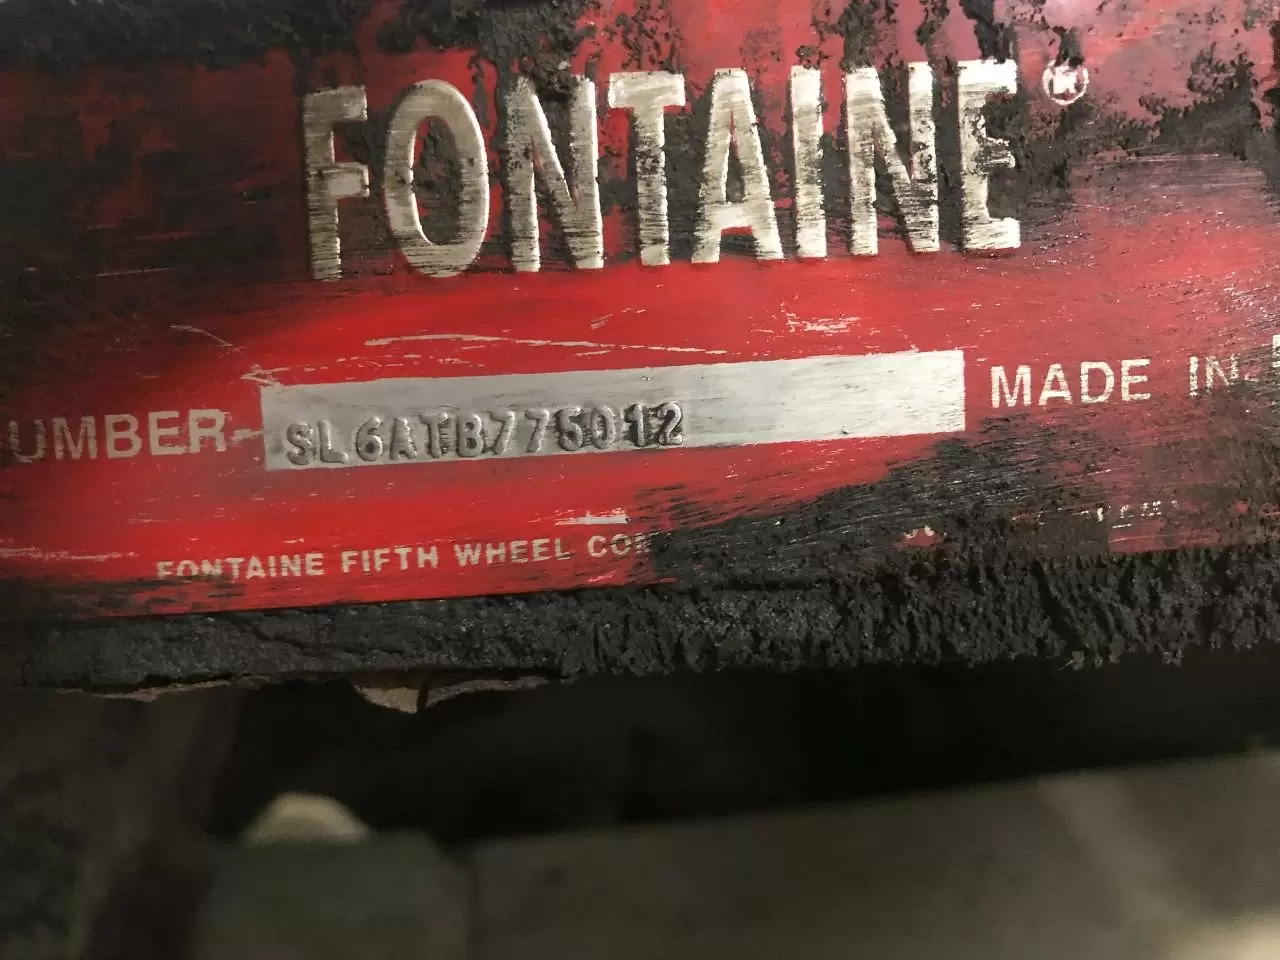 FONTAINE®
UMBER- SL6ATB775012 MADE IN
FONTAINE FIFTH WHEEL CO